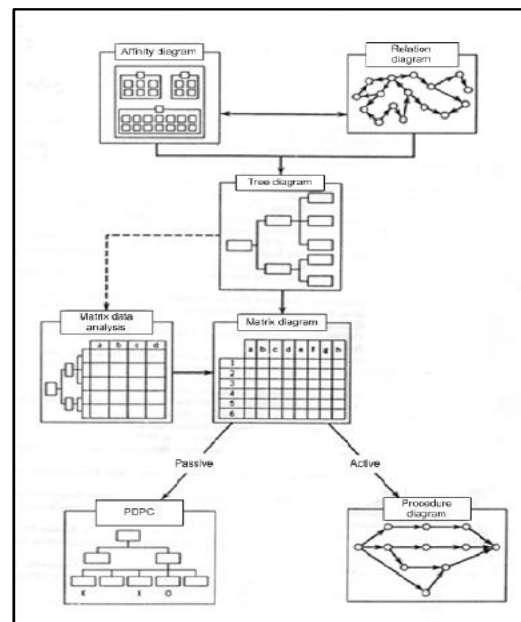 Affinity diagram
Relation
diagram
Tree diagram
Matrix data
analysis
a b c d
Matrix diagram
a b c d e f g h
1
2
3
4
5
6
Passive
Active
PDPC
X X O
Procedure
diagram